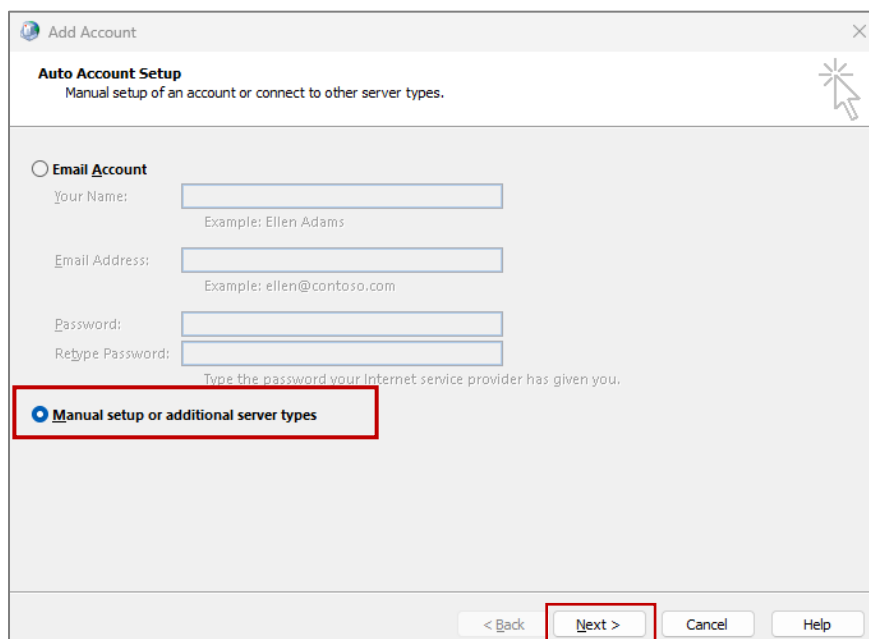 Add Account
Auto Account Setup
Manual setup of an account or connect to other server types.
Email Account
Your Name:
Example: Ellen Adams
Email Address:
Example: ellen@contoso.com
Password:
Retype Password:
Type the password your Internet service provider has given you.
Manual setup or additional server types
< Back Next > Cancel Help